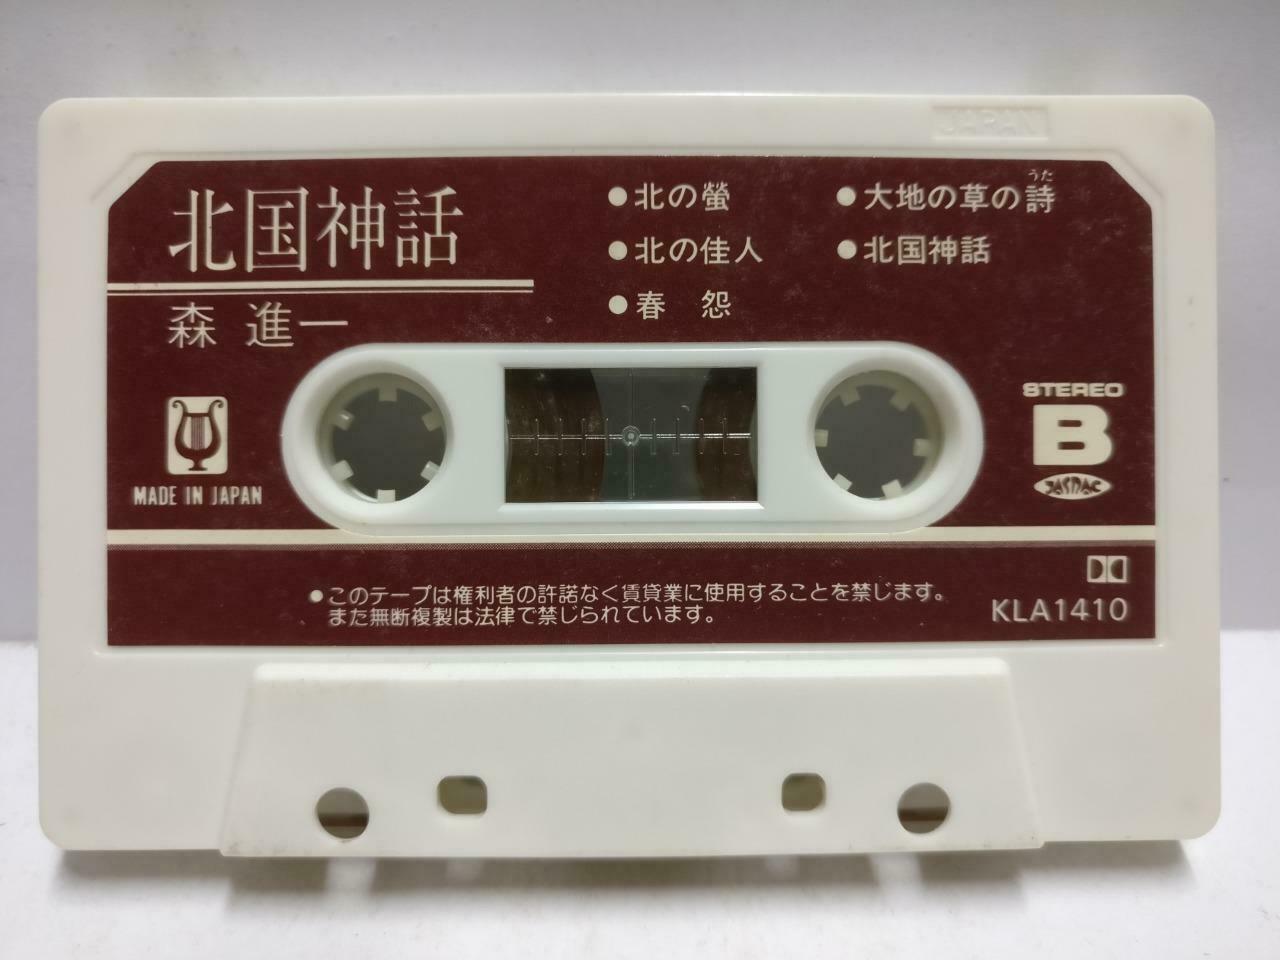 JAPAN
北国神話
森 進一
●北の螢
●北の佳人
●春 怨
●大地の草の詩
うた
●北国神話
MADE IN JAPAN
STEREO
B
JASRAC
●このテープは権利者の許諾なく賃貸業に使用することを禁じます。
また無断複製は法律で禁じられています。
KLA1410